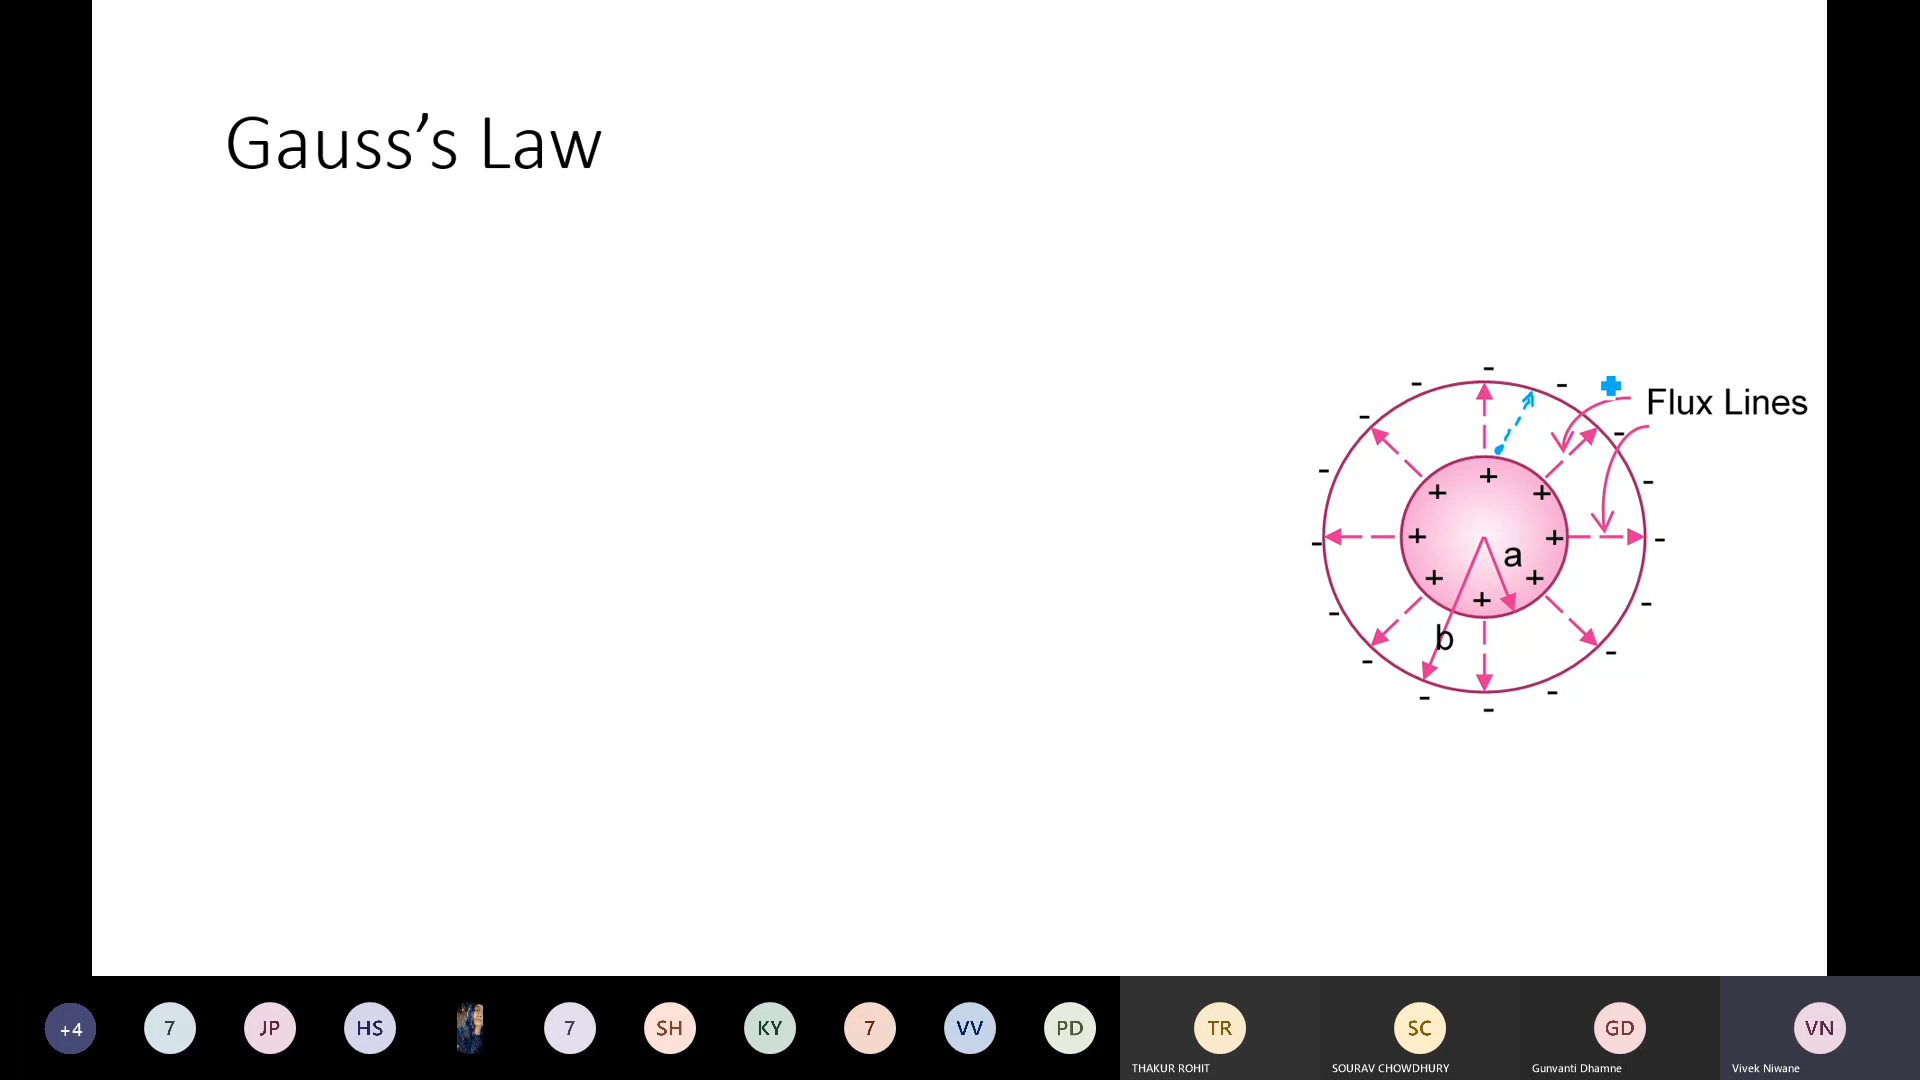 Gauss’s Law
Flux Lines
a
b
+4
7
JP
HS
7
SH
KY
7
VV
PD
TR
THAKUR ROHIT
SC
SOURAV CHOWDHURY
GD
Gunvanti Dhamne
VN
Vivek Niwane